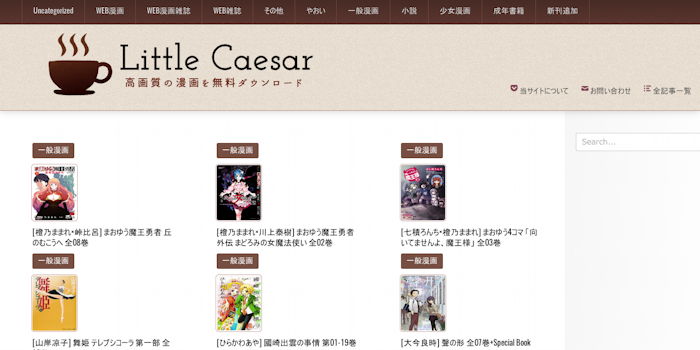 Uncategorized WEB漫画 WEB漫画雑誌 WEB雑誌 その他 やおい 一般漫画 小説 少女漫画 成年書籍 新刊追加
Little Caesar
高画質の漫画を無料ダウンロード
当サイトについて お問い合わせ 全記事一覧
Search...
一般漫画 一般漫画 一般漫画
[橙乃ままれ・峠比呂] まおゆう魔王勇者 丘のむこうへ 全08巻
[橙乃ままれ・川上泰樹] まおゆう魔王勇者 外伝 まどろみの女魔法使い 全02巻
[七積ろんち・橙乃ままれ] まおゆう4コマ 「向いてませんよ、魔王様」 全03巻
一般漫画 一般漫画 一般漫画
舞姫
[山岸凉子] 舞姫 テレプシコーラ 第一部 全
[ひらかわあや] 國崎出雲の事情 第01-19巻
[大今良時] 聲の形 全07巻+Special Book